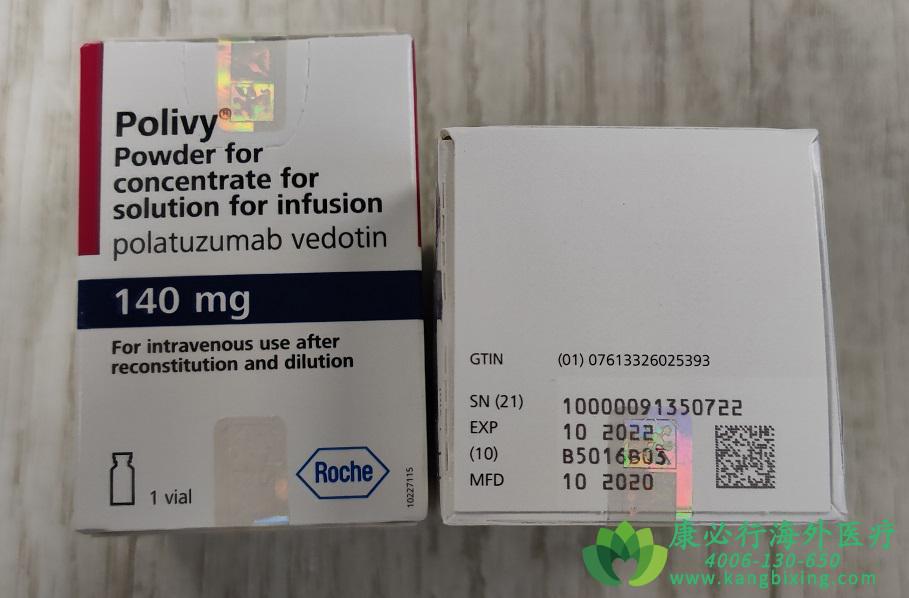 Polivy®
Powder for
concentrate for
solution for infusion
polatuzumab vedotin
140 mg
For intravenous use after
reconstitution and dilution
1 vial
Roche
10227115
GTIN (01) 07613326025393
SN (21) 10000091350722
EXP 10 2022
(10) B5016B03
MFD 10 2020
康必行海外医疗
4006-130-650
www.kangbixing.com